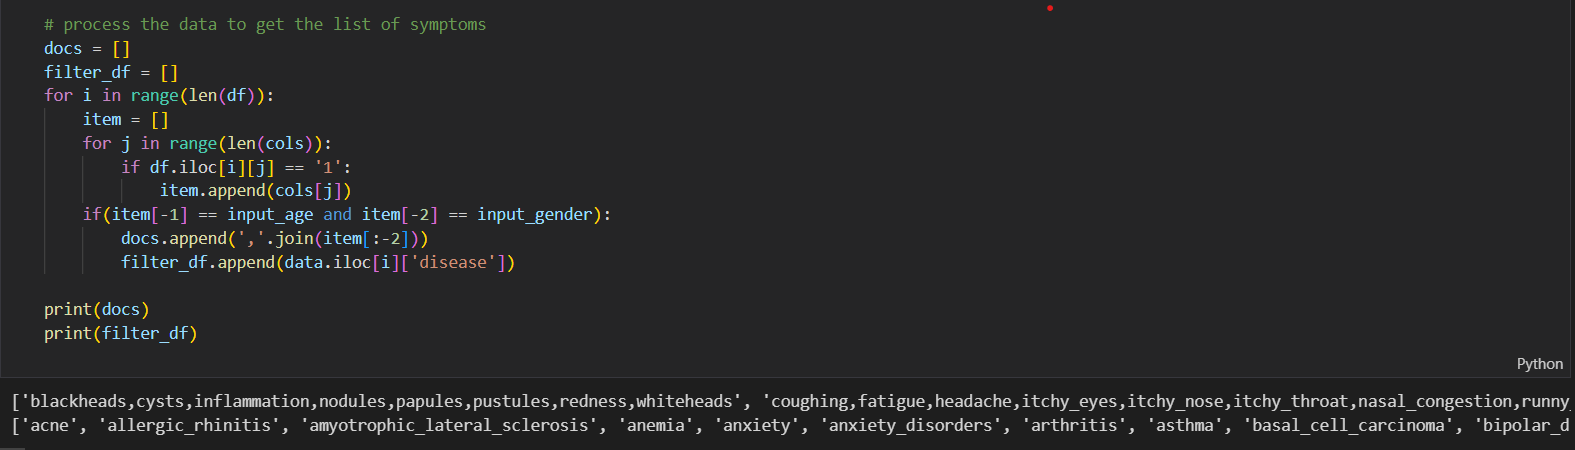 # process the data to get the list of symptoms
docs = []
filter_df = []
for i in range(len(df)):
    item = []
    for j in range(len(cols)):
        if df.iloc[i][j] == '1':
            item.append(cols[j])
    if(item[-1] == input_age and item[-2] == input_gender):
        docs.append(','.join(item[:-2]))
        filter_df.append(data.iloc[i]['disease'])

print(docs)
print(filter_df)
Python
['blackheads,cysts,inflammation,nodules,papules,pustules,redness,whiteheads', 'coughing,fatigue,headache,itchy_eyes,itchy_nose,itchy_throat,nasal_congestion,runny_
['acne', 'allergic_rhinitis', 'amyotrophic_lateral_sclerosis', 'anemia', 'anxiety', 'anxiety_disorders', 'arthritis', 'asthma', 'basal_cell_carcinoma', 'bipolar_d